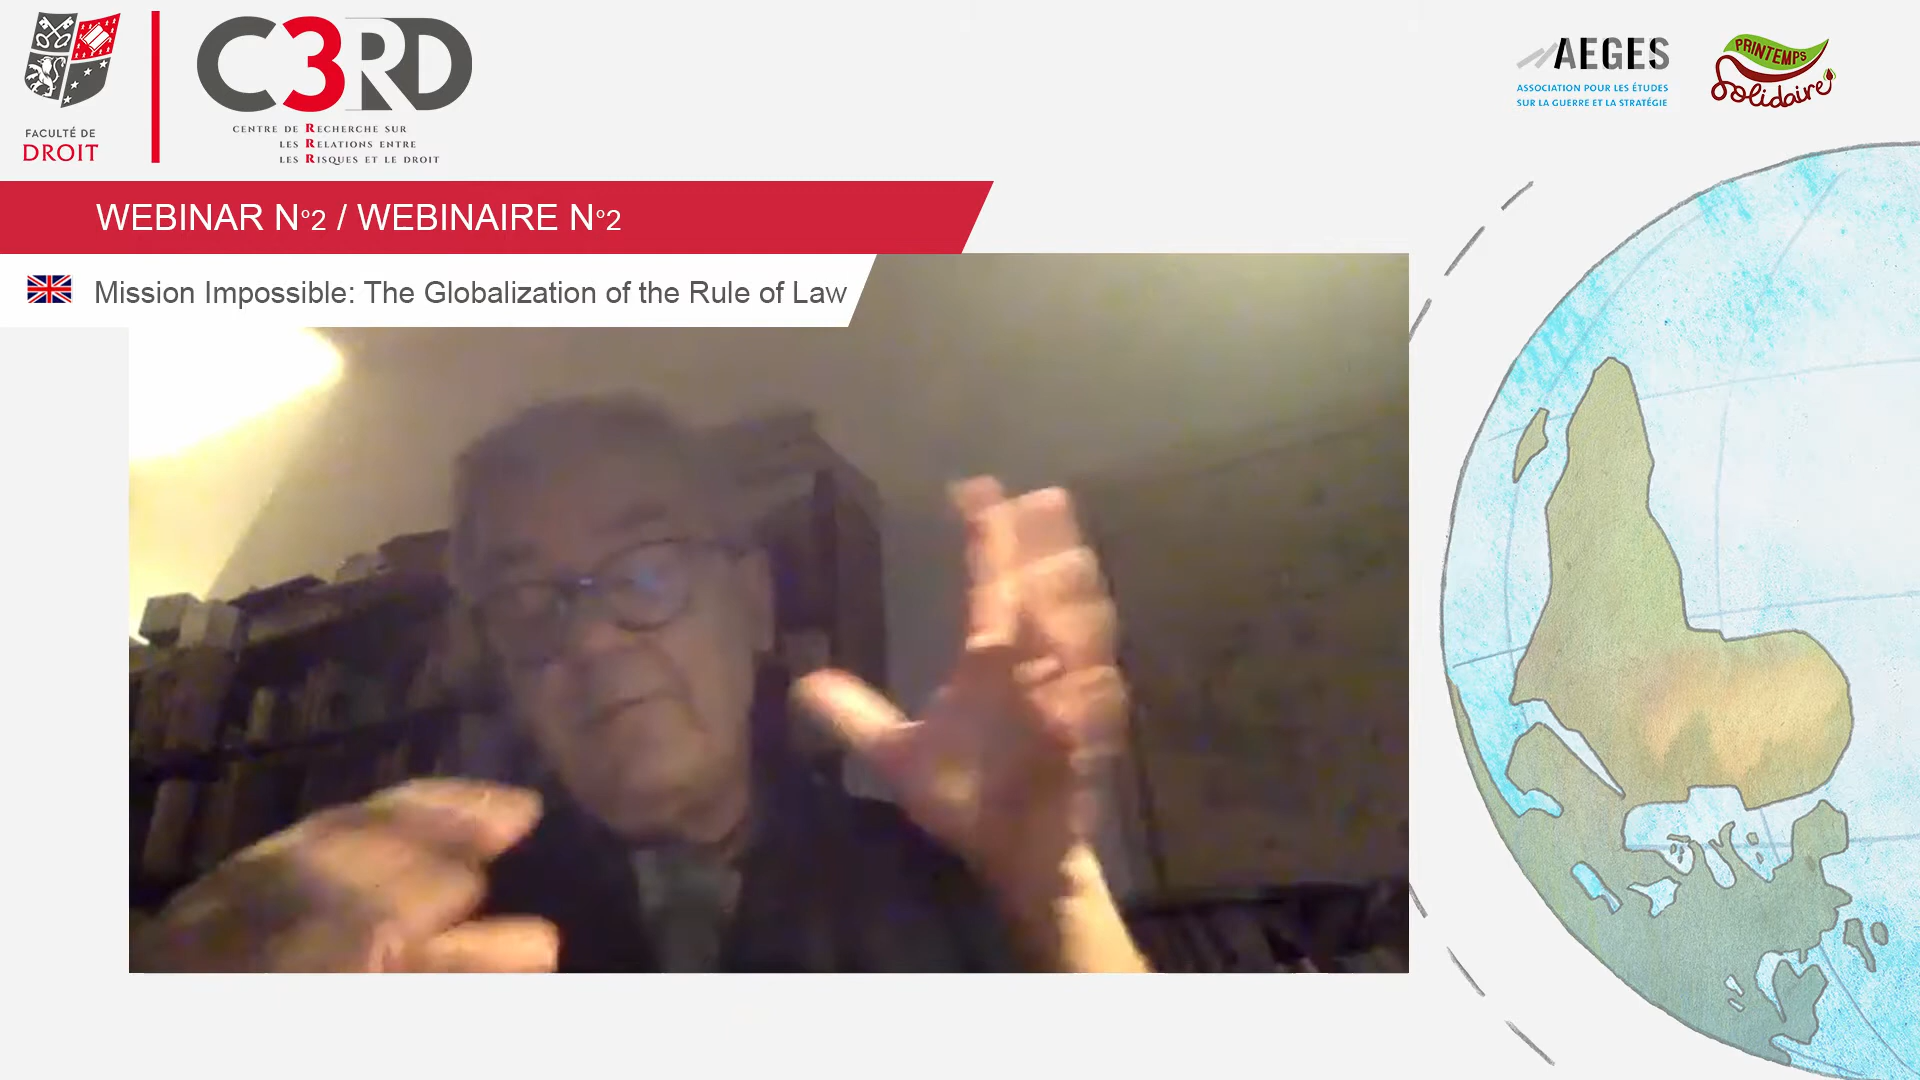 FACULTÉ DE
DROIT
C3RD
CENTRE DE RECHERCHE SUR
LES RELATIONS ENTRE
LES RISQUES ET LE DROIT
AEGES
ASSOCIATION POUR LES ÉTUDES
SUR LA GUERRE ET LA STRATÉGIE
PRINTEMPS
Solidaire
WEBINAR N°2 / WEBINAIRE N°2
Mission Impossible: The Globalization of the Rule of Law